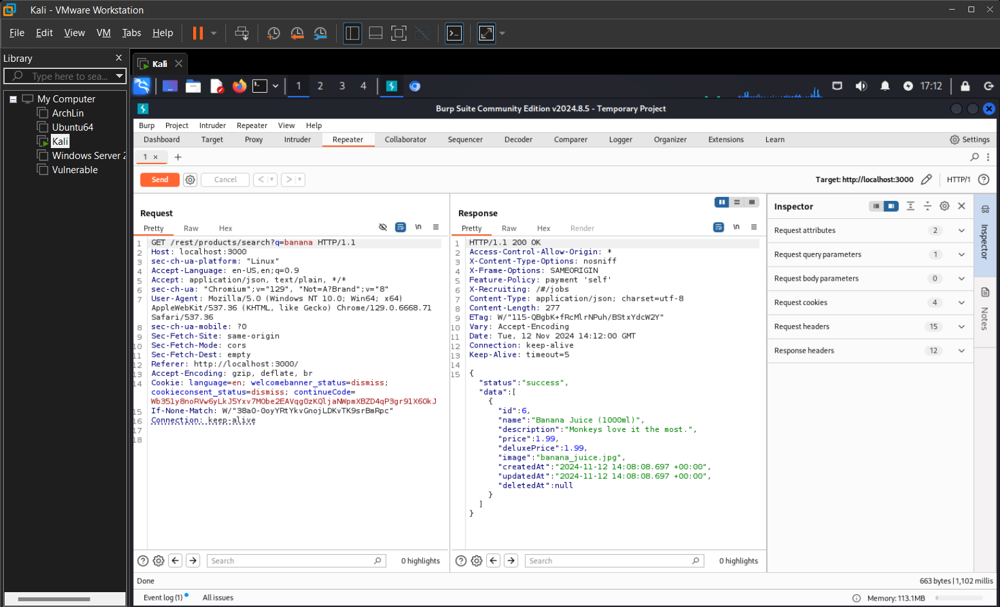 Kali - VMware Workstation
File Edit View VM Tabs Help
Library
Type here to sea...
My Computer
ArchLin
Ubuntu64
Kali
Windows Server 2
Vulnerable
Kali
1 2 3 4
17:12
Burp Suite Community Edition v2024.8.5 - Temporary Project
Burp Project Intruder Repeater View Help
Dashboard Target Proxy Intruder Repeater Collaborator Sequencer Decoder Comparer Logger Organizer Extensions Learn Settings
1 × +
Send Cancel < >
Target: http://localhost:3000 HTTP/1
Request
Pretty Raw Hex \n
1 GET /rest/products/search?q=banana HTTP/1.1
2 Host: localhost:3000
3 sec-ch-ua-platform: "Linux"
4 Accept-Language: en-US,en;q=0.9
5 Accept: application/json, text/plain, */*
6 sec-ch-ua: "Chromium";v="129", "Not=A?Brand";v="8"
7 User-Agent: Mozilla/5.0 (Windows NT 10.0; Win64; x64)
AppleWebKit/537.36 (KHTML, like Gecko) Chrome/129.0.6668.71
Safari/537.36
8 sec-ch-ua-mobile: ?0
9 Sec-Fetch-Site: same-origin
10 Sec-Fetch-Mode: cors
11 Sec-Fetch-Dest: empty
12 Referer: http://localhost:3000/
13 Accept-Encoding: gzip, deflate, br
14 Cookie: language=en; welcomebanner_status=dismiss;
cookieconsent_status=dismiss; continueCode=
Wb351y8noRVw6yLkJ5Yxv7MObe2EAVqgOzKQljaNWpmXBZD4qP3gr91X60kJ
15 If-None-Match: W/"38a0-0oyYRtYkvGnojLDKvTK9srBmRpc"
16 Connection: keep-alive
17
18
Response
Pretty Raw Hex Render \n
1 HTTP/1.1 200 OK
2 Access-Control-Allow-Origin: *
3 X-Content-Type-Options: nosniff
4 X-Frame-Options: SAMEORIGIN
5 Feature-Policy: payment 'self'
6 X-Recruiting: /#/jobs
7 Content-Type: application/json; charset=utf-8
8 Content-Length: 277
9 ETag: W/"115-QBgbK+fRcMlrNPuh/BStxYdcW2Y"
10 Vary: Accept-Encoding
11 Date: Tue, 12 Nov 2024 14:12:00 GMT
12 Connection: keep-alive
13 Keep-Alive: timeout=5
14
15 {
"status":"success",
"data":[
{
"id":6,
"name":"Banana Juice (1000ml)",
"description":"Monkeys love it the most.",
"price":1.99,
"deluxePrice":1.99,
"image":"banana_juice.jpg",
"createdAt":"2024-11-12 14:08:08.697 +00:00",
"updatedAt":"2024-11-12 14:08:08.697 +00:00",
"deletedAt":null
}
]
}
Inspector
Request attributes 2
Request query parameters 1
Request body parameters 0
Request cookies 4
Request headers 15
Response headers 12
Inspector
Notes
Search 0 highlights
Search 0 highlights
Done
663 bytes | 1,102 millis
Event log (1) All issues
Memory: 113.1MB